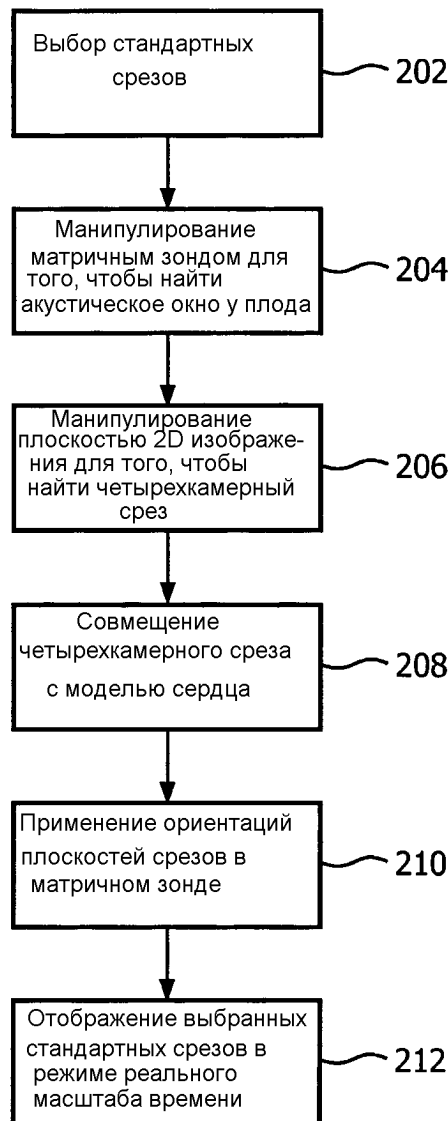 Выбор стандартных
срезов
202
Манипулирование
матричным зондом для
того, чтобы найти
акустическое окно у плода
204
Манипулирование
плоскостью 2D изображе-
ния для того, чтобы
найти четырехкамерный
срез
206
Совмещение
четырехкамерного среза
с моделью сердца
208
Применение ориентаций
плоскостей срезов в
матричном зонде
210
Отображение выбранных
стандартных срезов в
режиме реального
масштаба времени
212